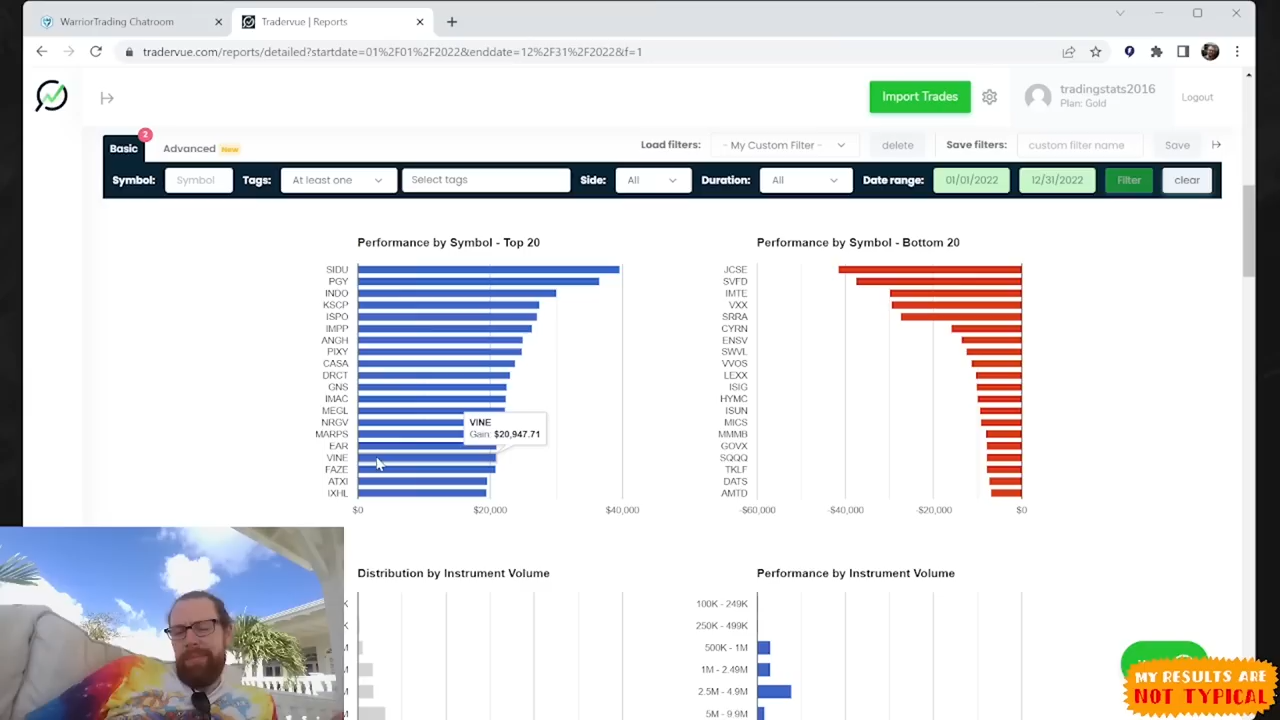 WarriorTrading Chatroom
Tradervue | Reports
tradervue.com/reports/detailed?startdate=01%2F01%2F2022&enddate=12%2F31%2F2022&f=1
Import Trades
tradingstats2016
Plan: Gold
Logout
Basic
2
Advanced
New
Load filters:
- My Custom Filter -
delete
Save filters:
custom filter name
Save
Symbol:
Symbol
Tags:
At least one
Select tags
Side:
All
Duration:
All
Date range:
01/01/2022
12/31/2022
Filter
clear
Performance by Symbol - Top 20
SIDU
PGY
INDO
KSCP
ISPO
IMPP
ANGH
PIXY
CASA
DRCT
GNS
IMAC
MEGL
NRGV
MARPS
EAR
VINE
FAZE
ATXI
IXHL
VINE
Gain: $20,947.71
$0
$20,000
$40,000
Performance by Symbol - Bottom 20
JCSE
SVFD
IMTE
VXX
SRRA
CYRN
ENSV
SWVL
VVOS
LEXX
ISIG
HYMC
ISUN
MICS
MMMB
GOVX
SQQQ
TKLF
DATS
AMTD
-$60,000
-$40,000
-$20,000
$0
Distribution by Instrument Volume
Performance by Instrument Volume
100K - 249K
250K - 499K
500K - 1M
1M - 2.49M
2.5M - 4.9M
5M - 9.9M
MY RESULTS ARE
NOT TYPICAL